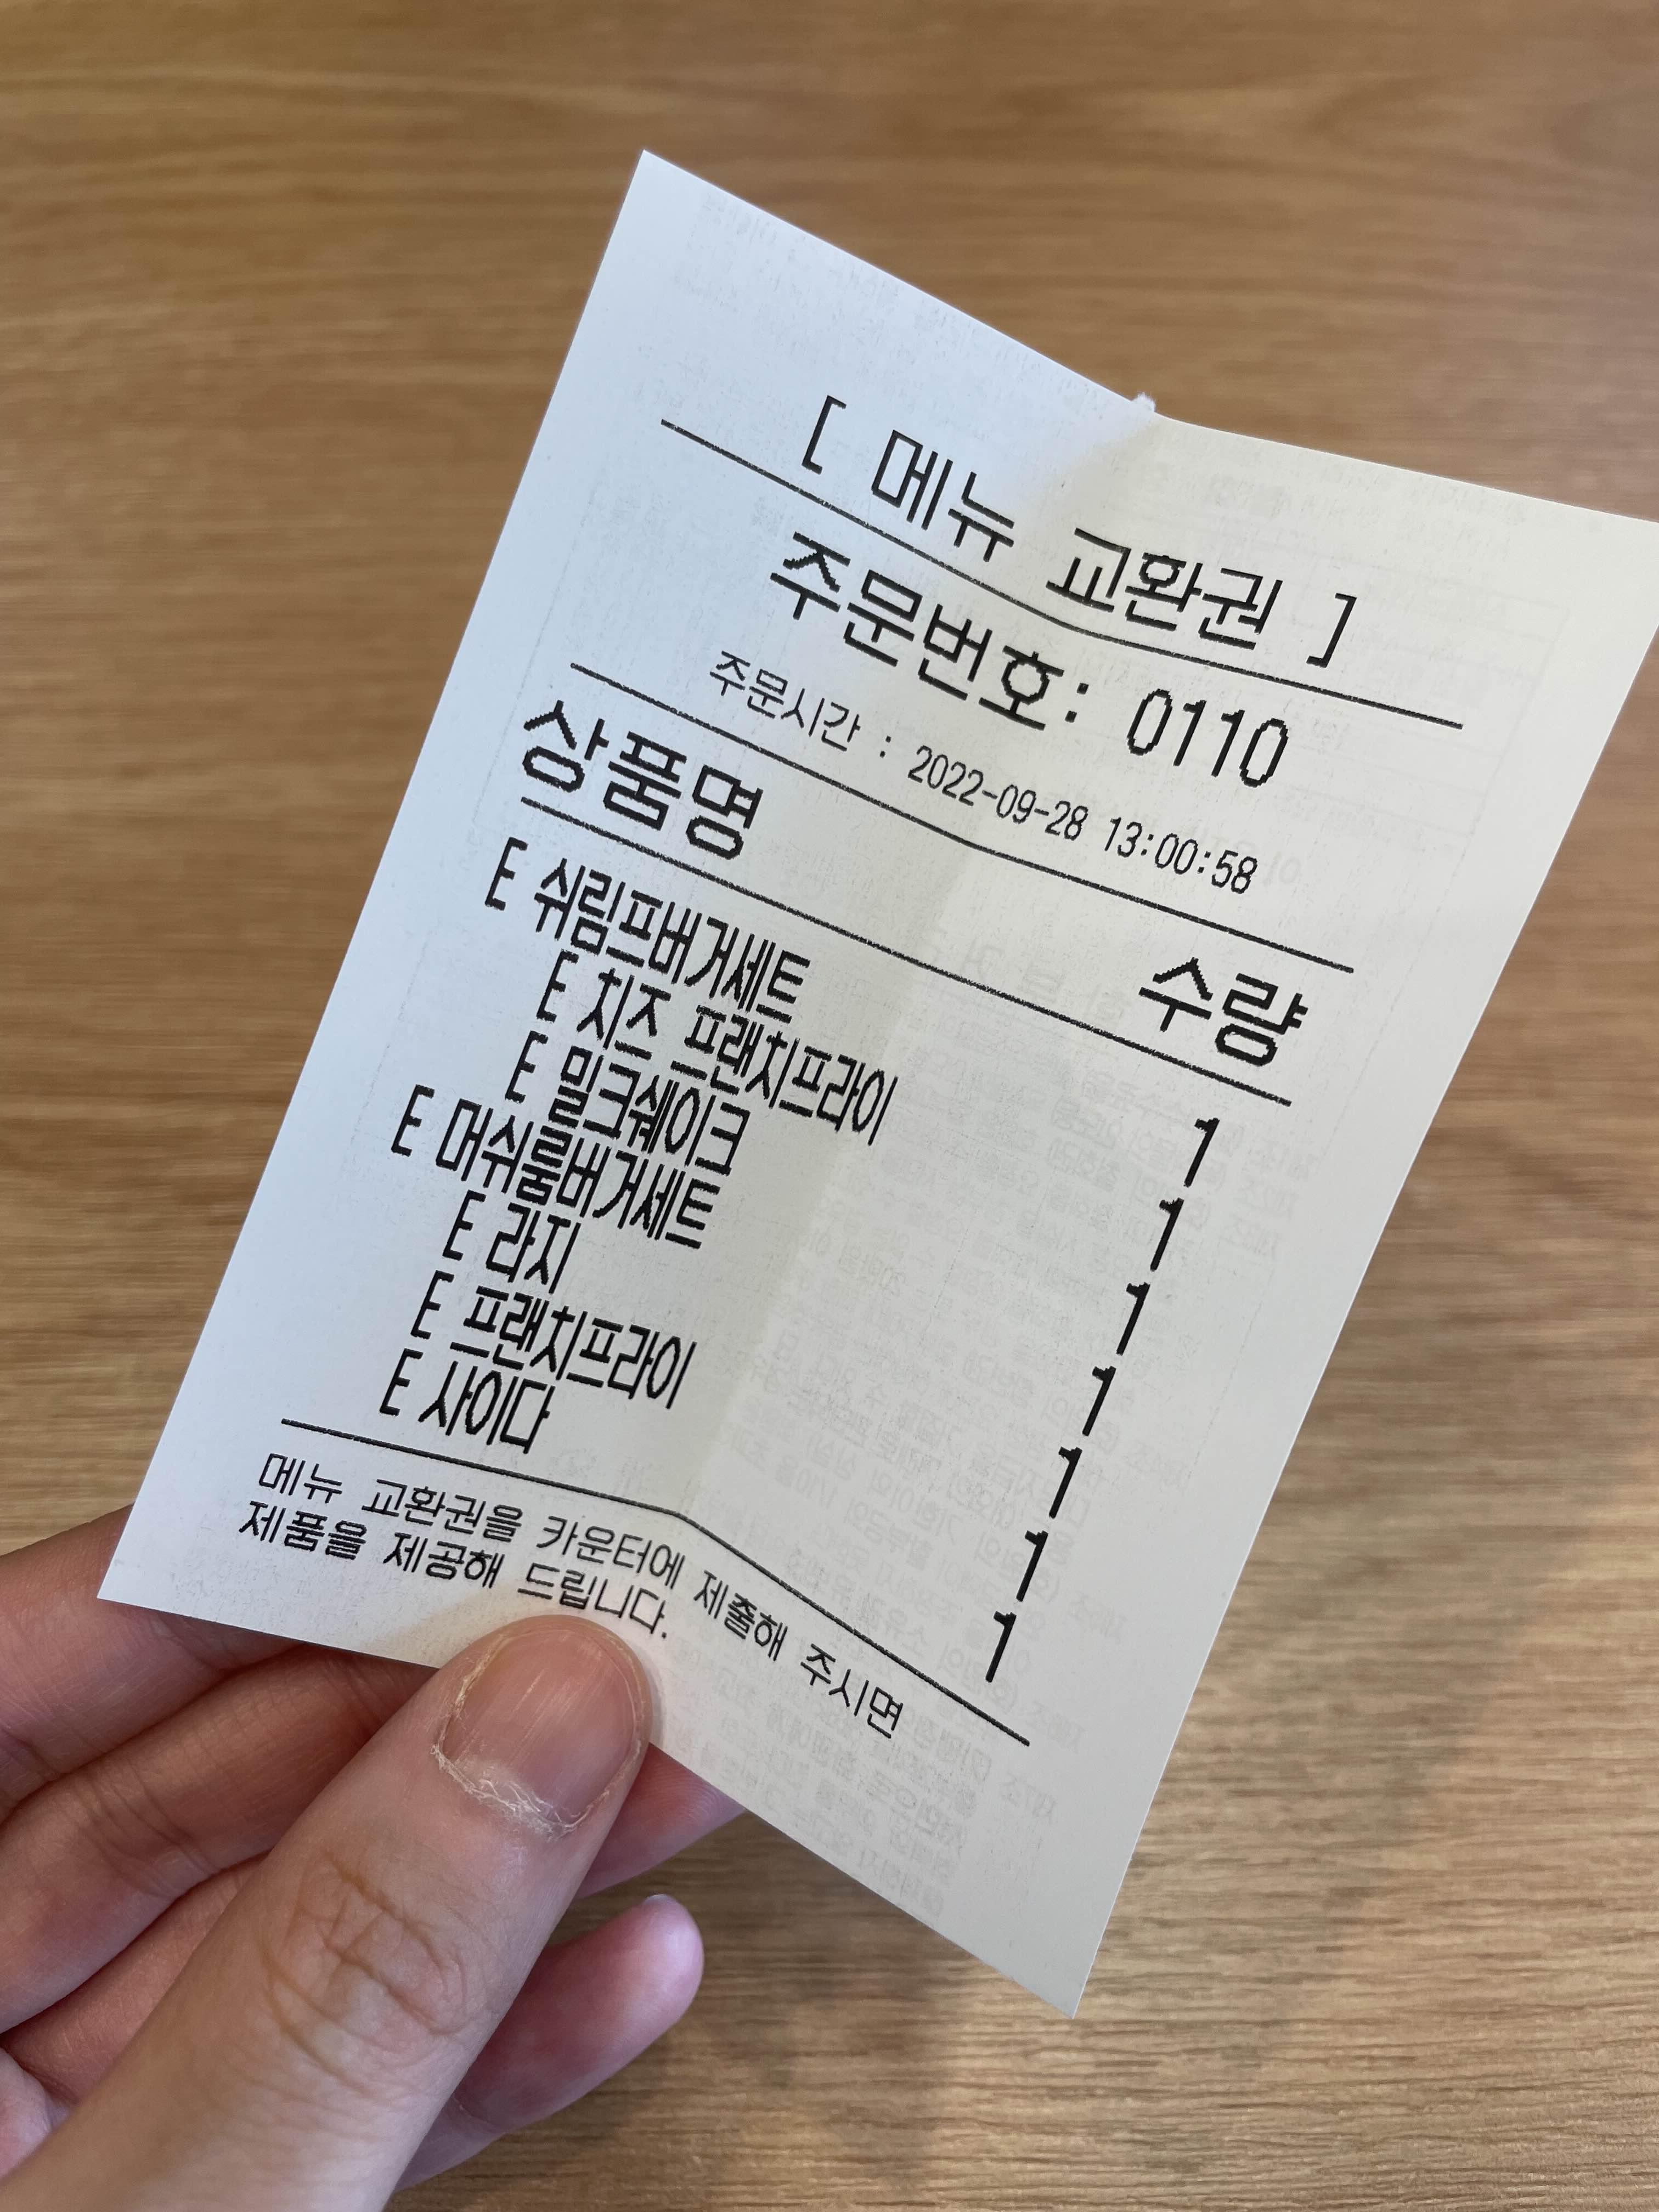 [ 메뉴 교환권 ]
주문번호: 0110
주문시간 : 2022-09-28 13:00:58
상품명 수량
E 쉬림프버거세트 1
E 치즈 프랜치프라이 1
E 밀크쉐이크 1
E 머쉬룸버거세트 1
E 라지 1
E 프랜치프라이 1
E 사이다 1
메뉴 교환권을 카운터에 제출해 주시면
제품을 제공해 드립니다.